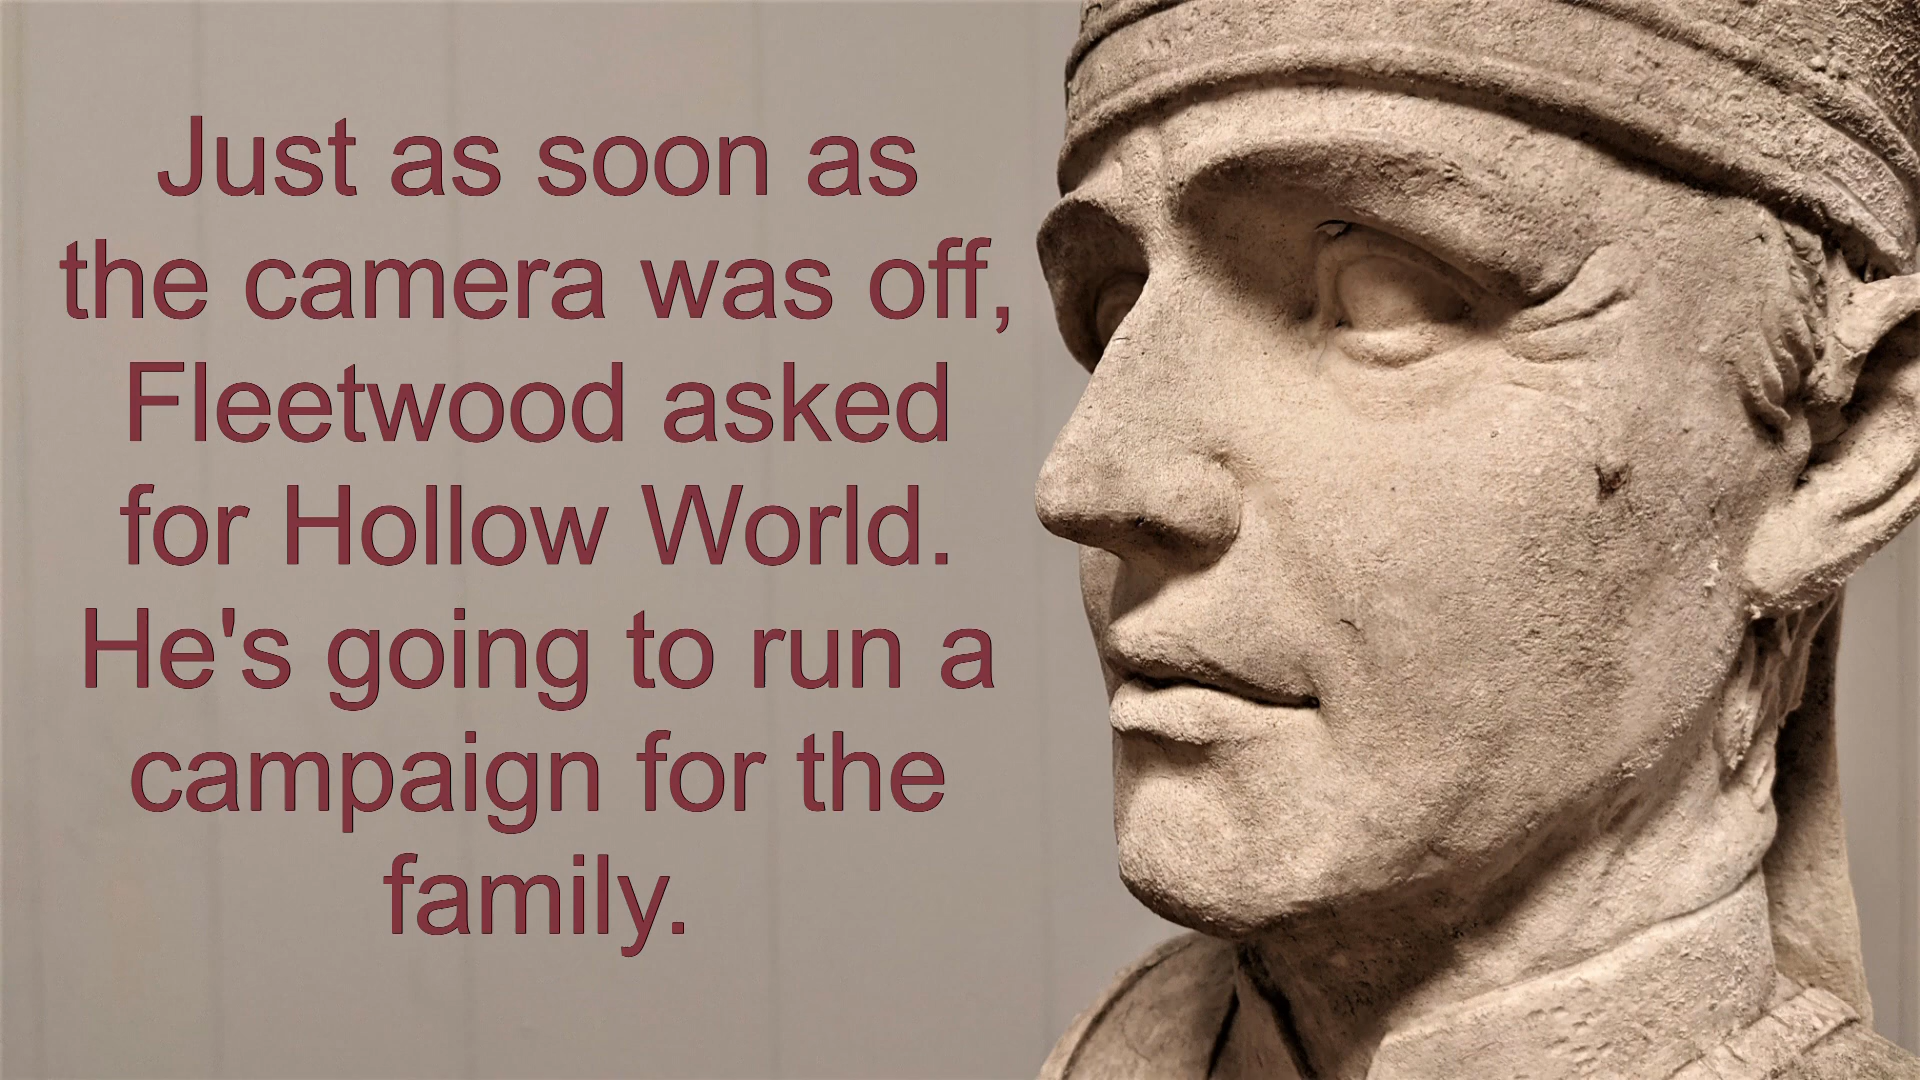 Just as soon as
the camera was off,
Fleetwood asked
for Hollow World.
He's going to run a
campaign for the
family.